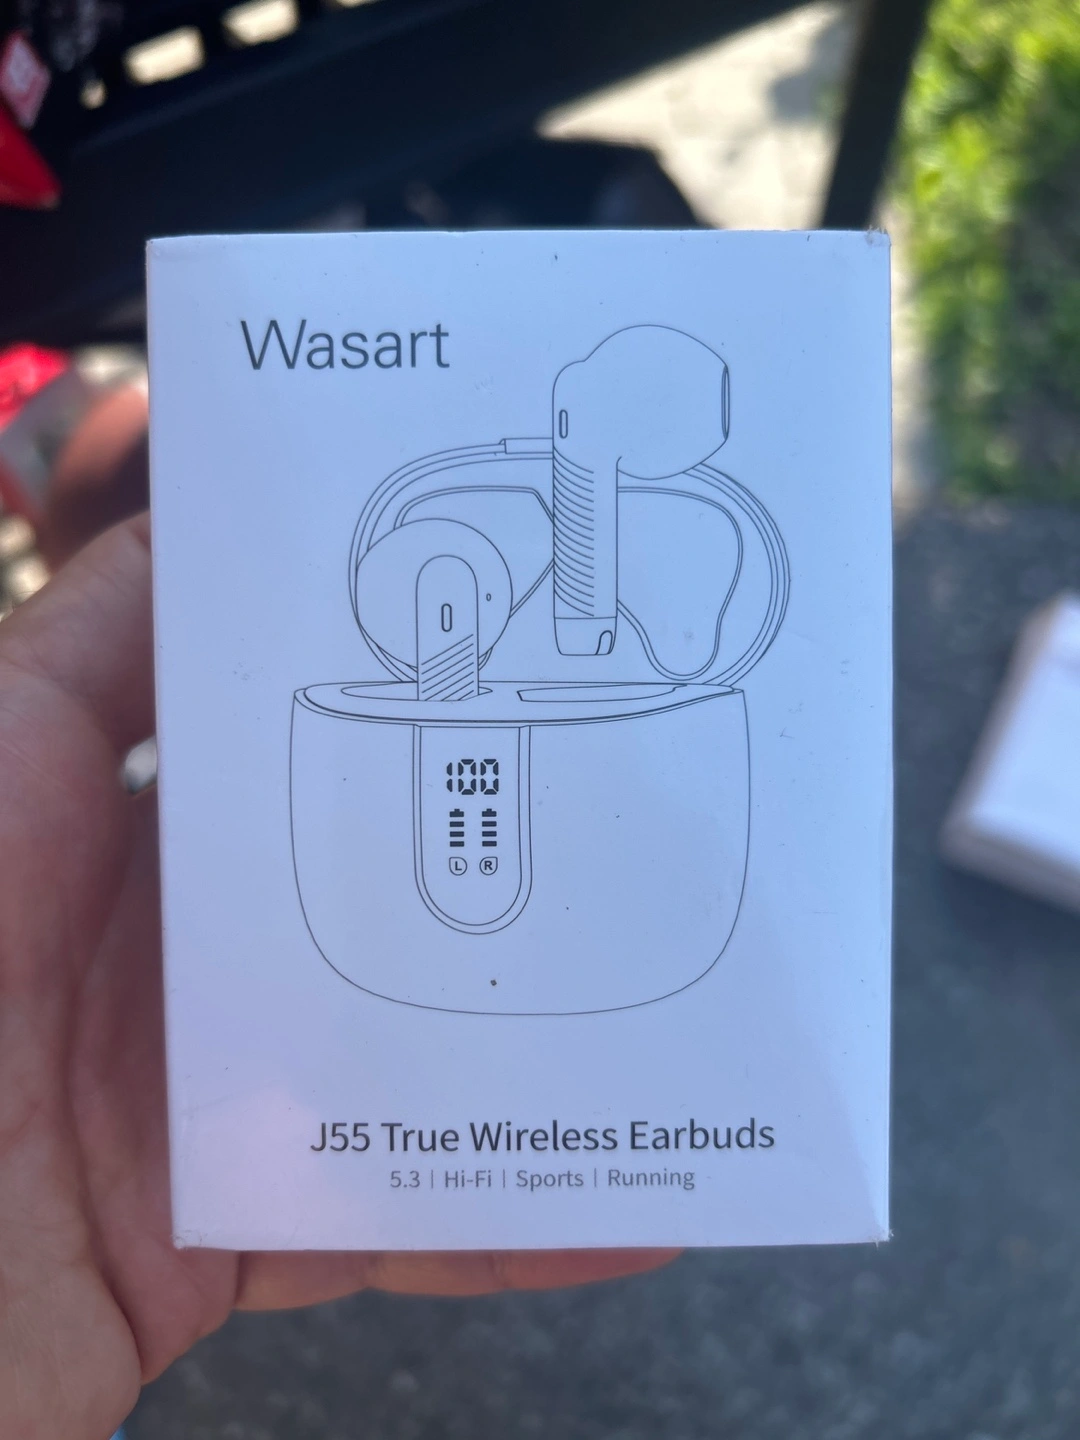 Wasart
100
L R
J55 True Wireless Earbuds
5.3 | Hi-Fi | Sports | Running